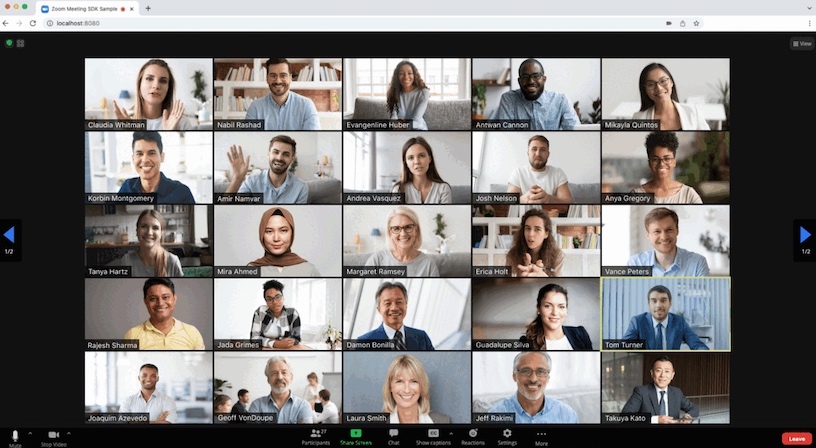 Zoom Meeting SDK Sample
localhost:8080
View
Claudia Whitman
Nabil Rashad
Evangenline Huber
Antwan Cannon
Mikayla Quintos
Korbin Montgomery
Amir Namvar
Andrea Vasquez
Josh Nelson
Anya Gregory
1/2
1/2
Tanya Hartz
Mira Ahmed
Margaret Ramsey
Erica Holt
Vance Peters
Rajesh Sharma
Jada Grimes
Damon Bonilla
Guadalupe Silva
Tom Turner
Joaquim Azevedo
Geoff VonDoupe
Laura Smith
Jeff Rakimi
Takuya Kato
Mute
Stop Video
27
Participants
Share Screen
Chat
Show captions
Reactions
Settings
More
Leave